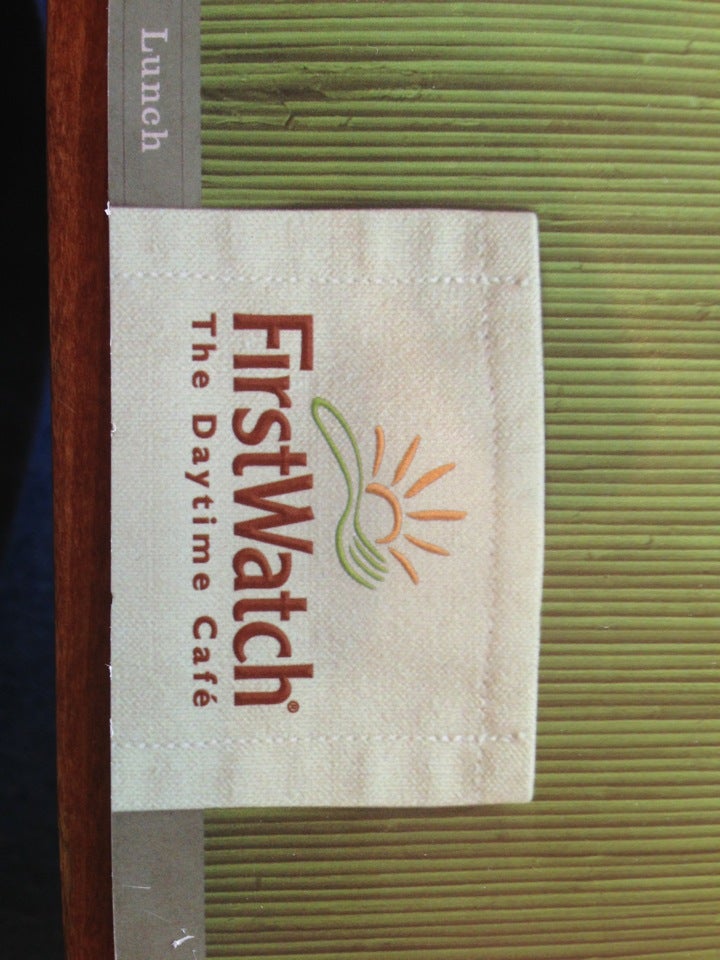 Lunch
FirstWatch®
The Daytime Café